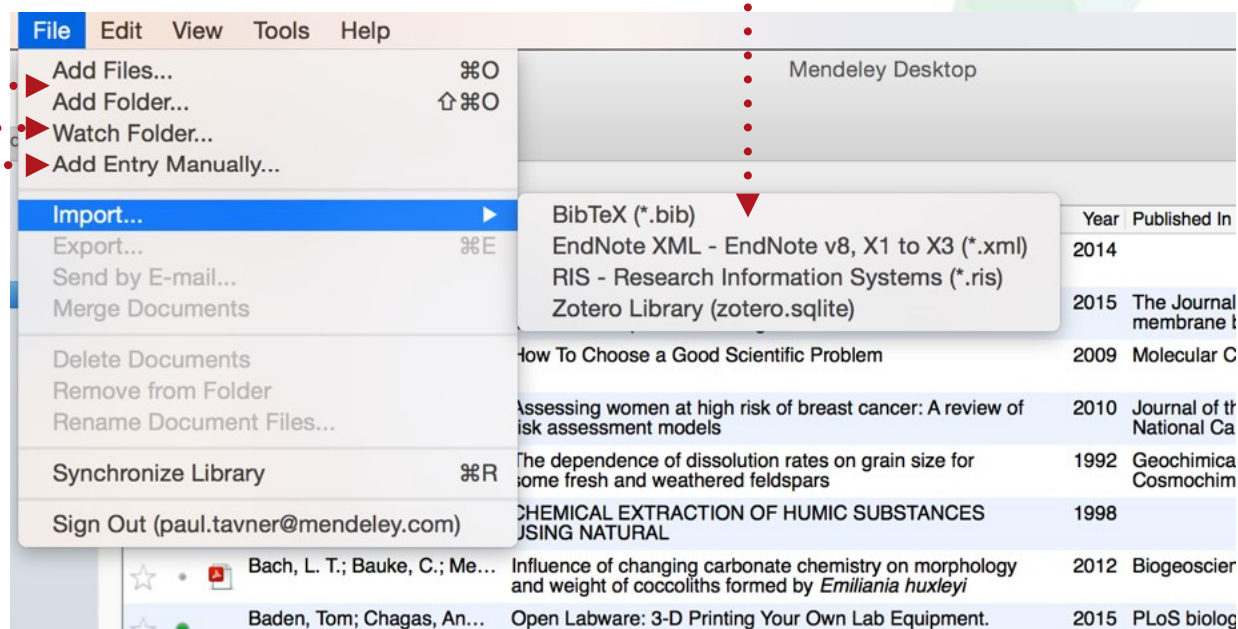 File Edit View Tools Help
Mendeley Desktop
Add Files... ⌘O
Add Folder... ⇧⌘O
Watch Folder...
Add Entry Manually...
Import...
Export... ⌘E
Send by E-mail...
Merge Documents
Delete Documents
Remove from Folder
Rename Document Files...
Synchronize Library ⌘R
Sign Out (paul.tavner@mendeley.com)
BibTeX (*.bib)
EndNote XML - EndNote v8, X1 to X3 (*.xml)
RIS - Research Information Systems (*.ris)
Zotero Library (zotero.sqlite)
Year Published In
2014
2015 The Journal
membrane
How To Choose a Good Scientific Problem 2009 Molecular C
Assessing women at high risk of breast cancer: A review of 2010 Journal of th
risk assessment models National Ca
The dependence of dissolution rates on grain size for 1992 Geochimica
some fresh and weathered feldspars Cosmochim
CHEMICAL EXTRACTION OF HUMIC SUBSTANCES 1998
USING NATURAL
Bach, L. T.; Bauke, C.; Me... Influence of changing carbonate chemistry on morphology 2012 Biogeoscien
and weight of coccoliths formed by Emiliania huxleyi
Baden, Tom; Chagas, An... Open Labware: 3-D Printing Your Own Lab Equipment. 2015 PLoS biolog